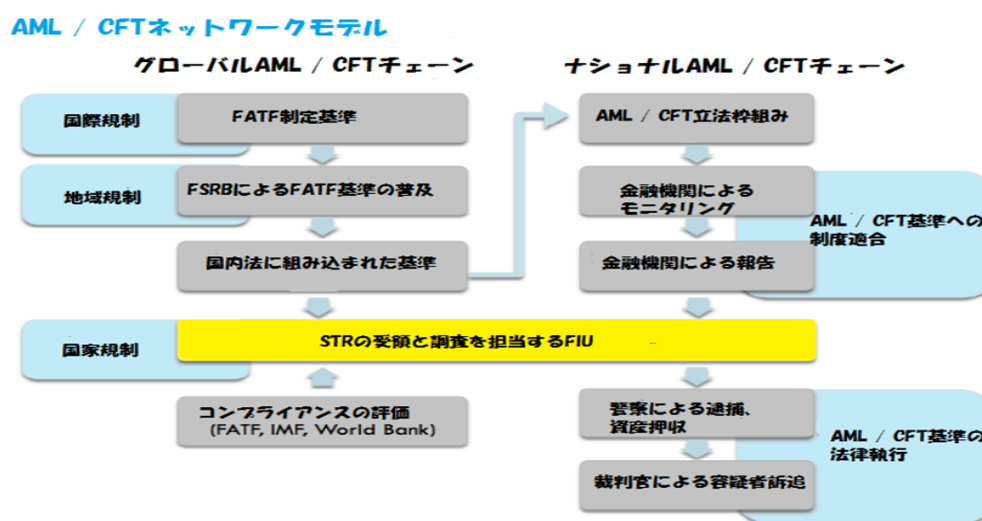 AML / CFTネットワークモデル
グローバルAML / CFTチェーン
国際規制
FATF制定基準
地域規制
FSRBによるFATF基準の普及
国内法に組み込まれた基準
国家規制
STRの受領と調査を担当するFIU
コンプライアンスの評価
(FATF, IMF, World Bank)
ナショナルAML / CFTチェーン
AML / CFT立法枠組み
金融機関による
モニタリング
金融機関による報告
AML / CFT基準への
制度適合
警察による逮捕、
資産押収
裁判官による容疑者訴追
AML / CFT基準の
法律執行